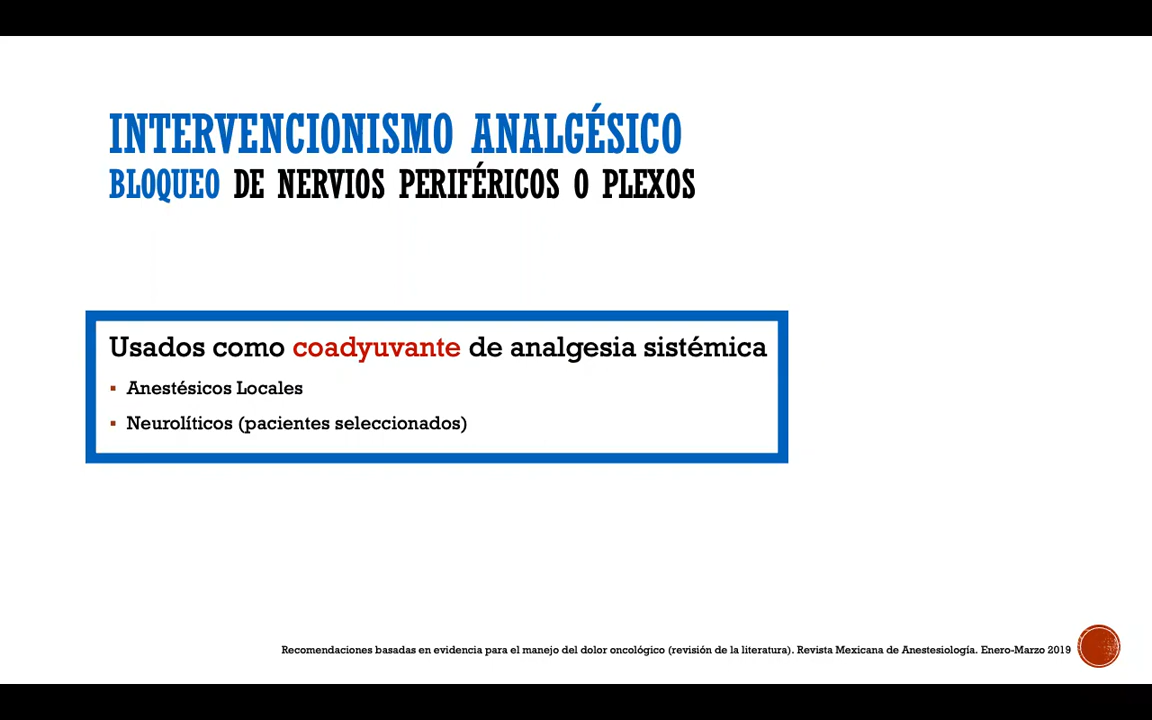 INTERVENCIONISMO ANALGÉSICO
BLOQUEO DE NERVIOS PERIFÉRICOS O PLEXOS
Usados como coadyuvante de analgesia sistémica
▪ Anestésicos Locales
▪ Neurolíticos (pacientes seleccionados)
Recomendaciones basadas en evidencia para el manejo del dolor oncológico (revisión de la literatura). Revista Mexicana de Anestesiología. Enero-Marzo 2019